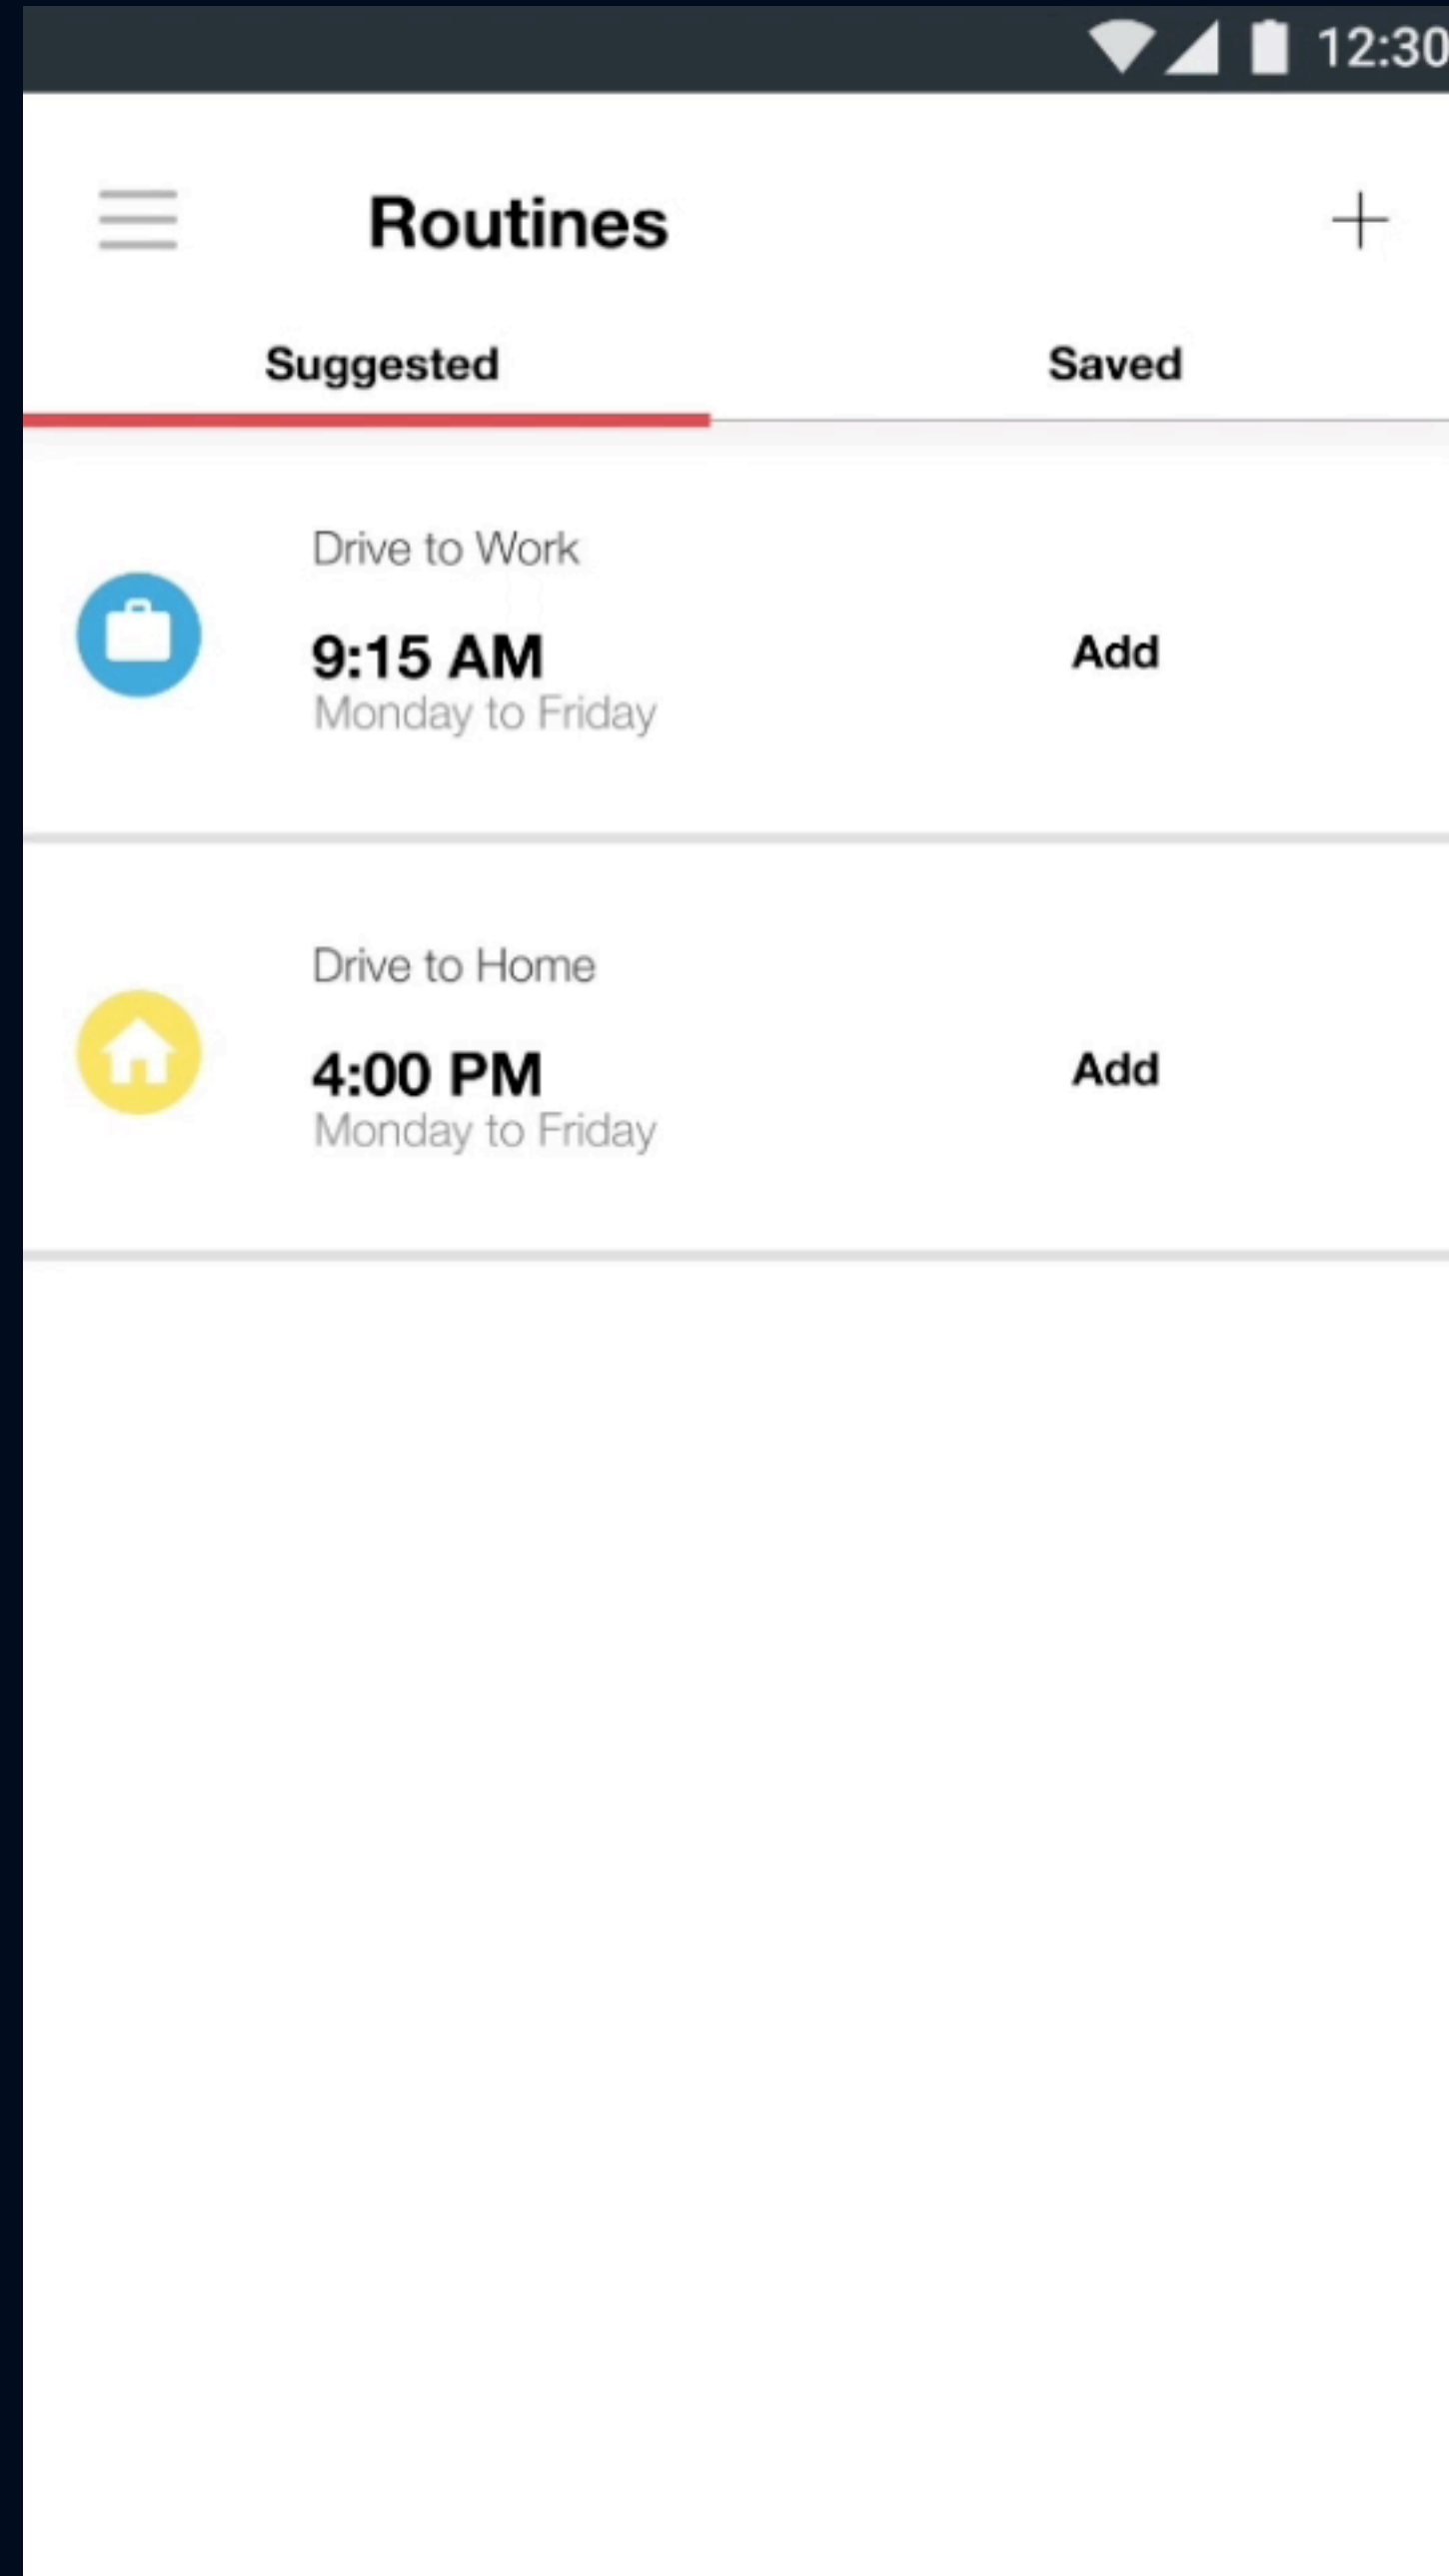 12:30
Routines
Suggested Saved
Drive to Work
9:15 AM
Add
Monday to Friday
Drive to Home
4:00 PM
Add
Monday to Friday